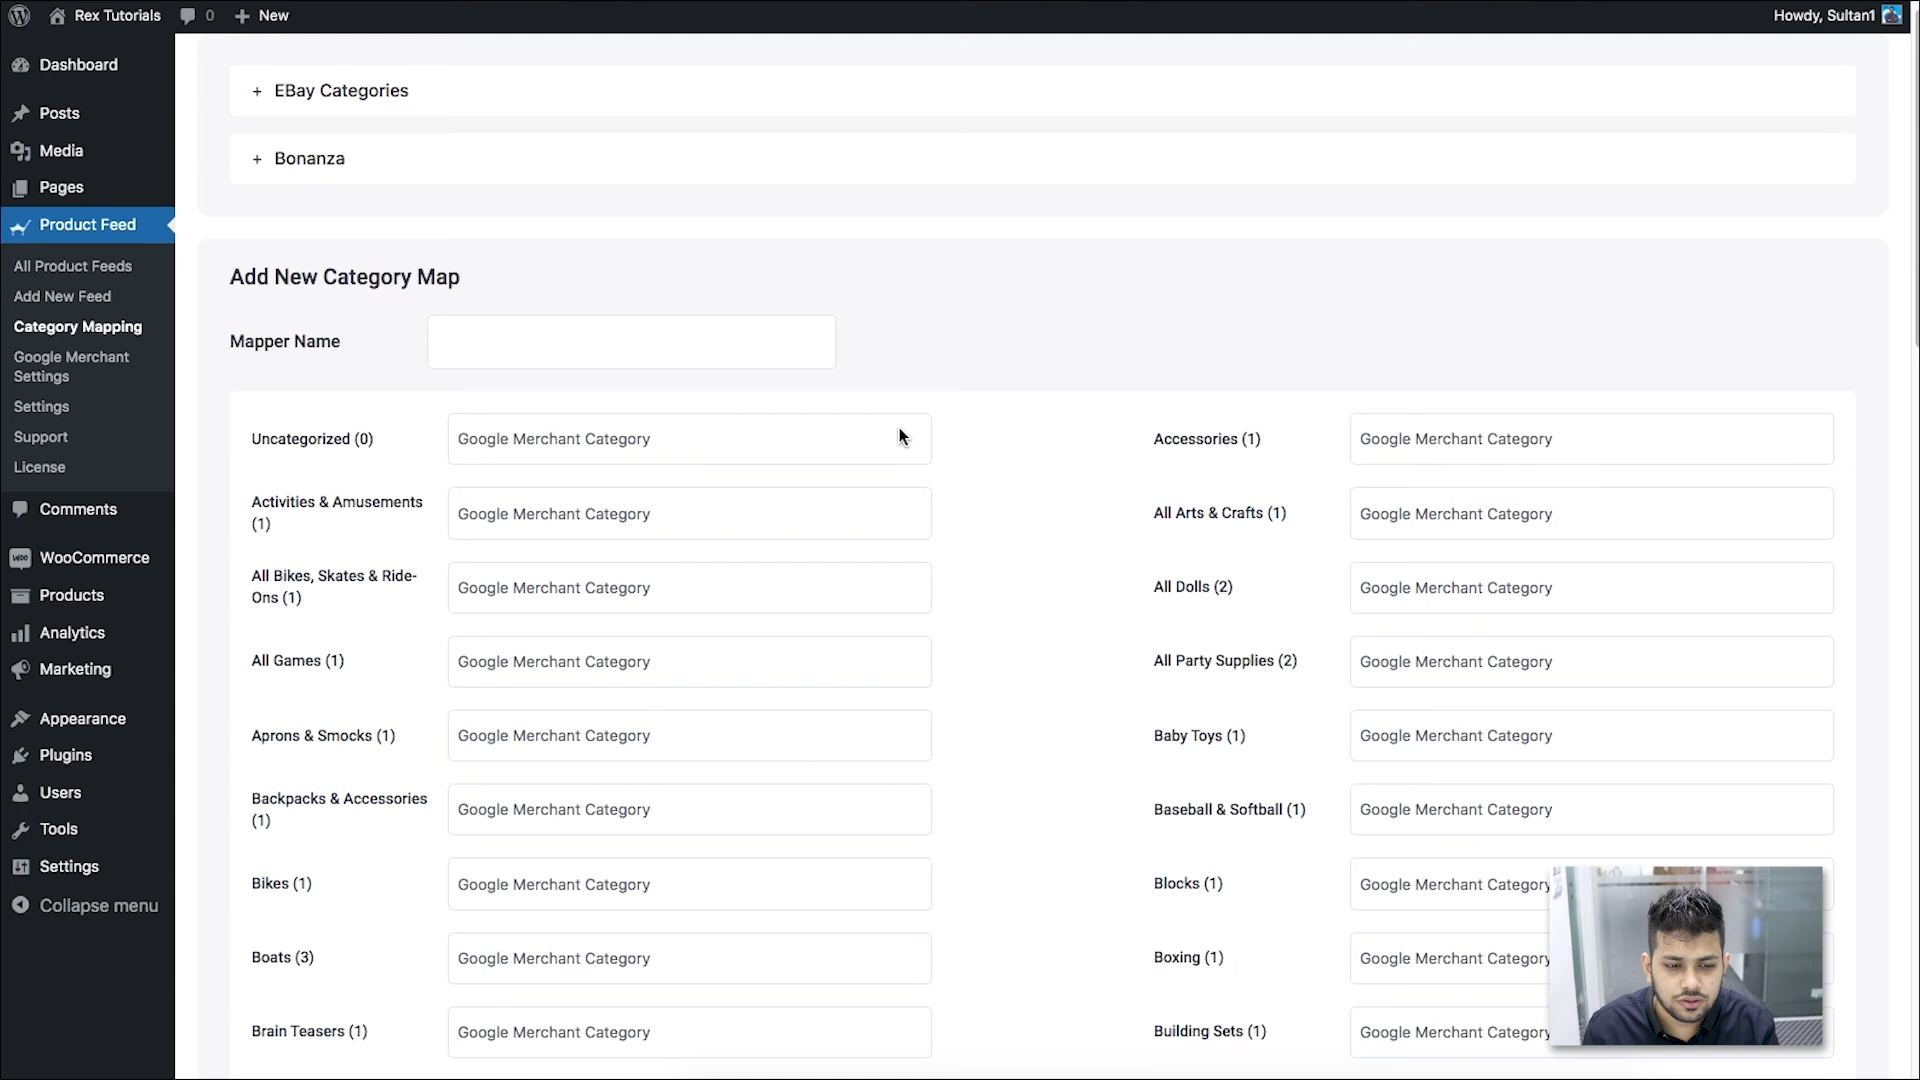 Rex Tutorials 0 + New Howdy, Sultan1
Dashboard
Posts
Media
Pages
Product Feed
All Product Feeds
Add New Feed
Category Mapping
Google Merchant
Settings
Settings
Support
License
Comments
WooCommerce
Products
Analytics
Marketing
Appearance
Plugins
Users
Tools
Settings
Collapse menu
+ EBay Categories
+ Bonanza
Add New Category Map
Mapper Name
Uncategorized (0) Google Merchant Category Accessories (1) Google Merchant Category
Activities & Amusements
(1) Google Merchant Category All Arts & Crafts (1) Google Merchant Category
All Bikes, Skates & Ride-
Ons (1) Google Merchant Category All Dolls (2) Google Merchant Category
All Games (1) Google Merchant Category All Party Supplies (2) Google Merchant Category
Aprons & Smocks (1) Google Merchant Category Baby Toys (1) Google Merchant Category
Backpacks & Accessories
(1) Google Merchant Category Baseball & Softball (1) Google Merchant Category
Bikes (1) Google Merchant Category Blocks (1) Google Merchant Category
Boats (3) Google Merchant Category Boxing (1) Google Merchant Category
Brain Teasers (1) Google Merchant Category Building Sets (1) Google Merchant Category